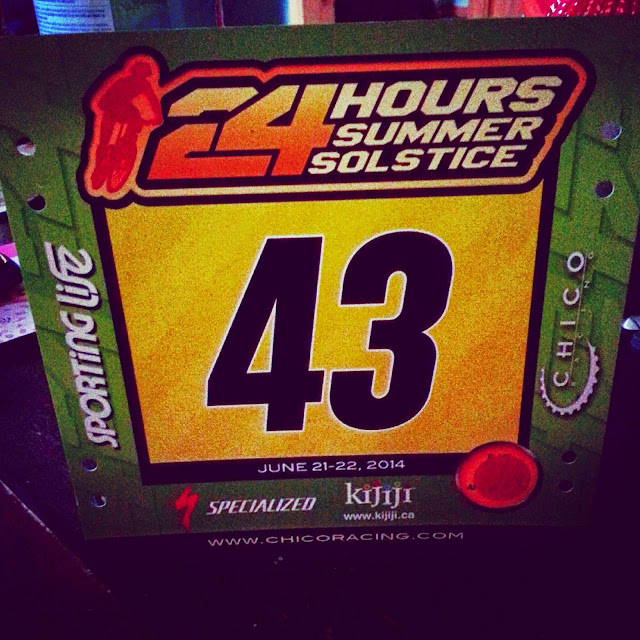 24 HOURS
SUMMER
SOLSTICE
SPORTING LIFE
43
CHICO
RACING
JUNE 21-22, 2014
SPECIALIZED
kijiji
www.kijiji.ca
WWW.CHICORACING.COM